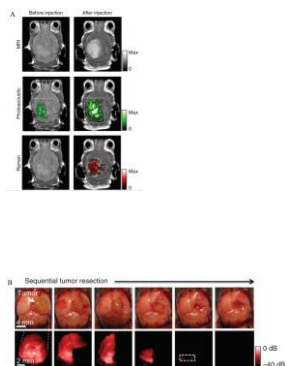 A
Before injection After injection
MRI
Max
0
Photoacoustic
Max
0
Raman
Max
0
B Sequential tumor resection
Tumor
4 mm
2 mm
0 dB
−40 dB